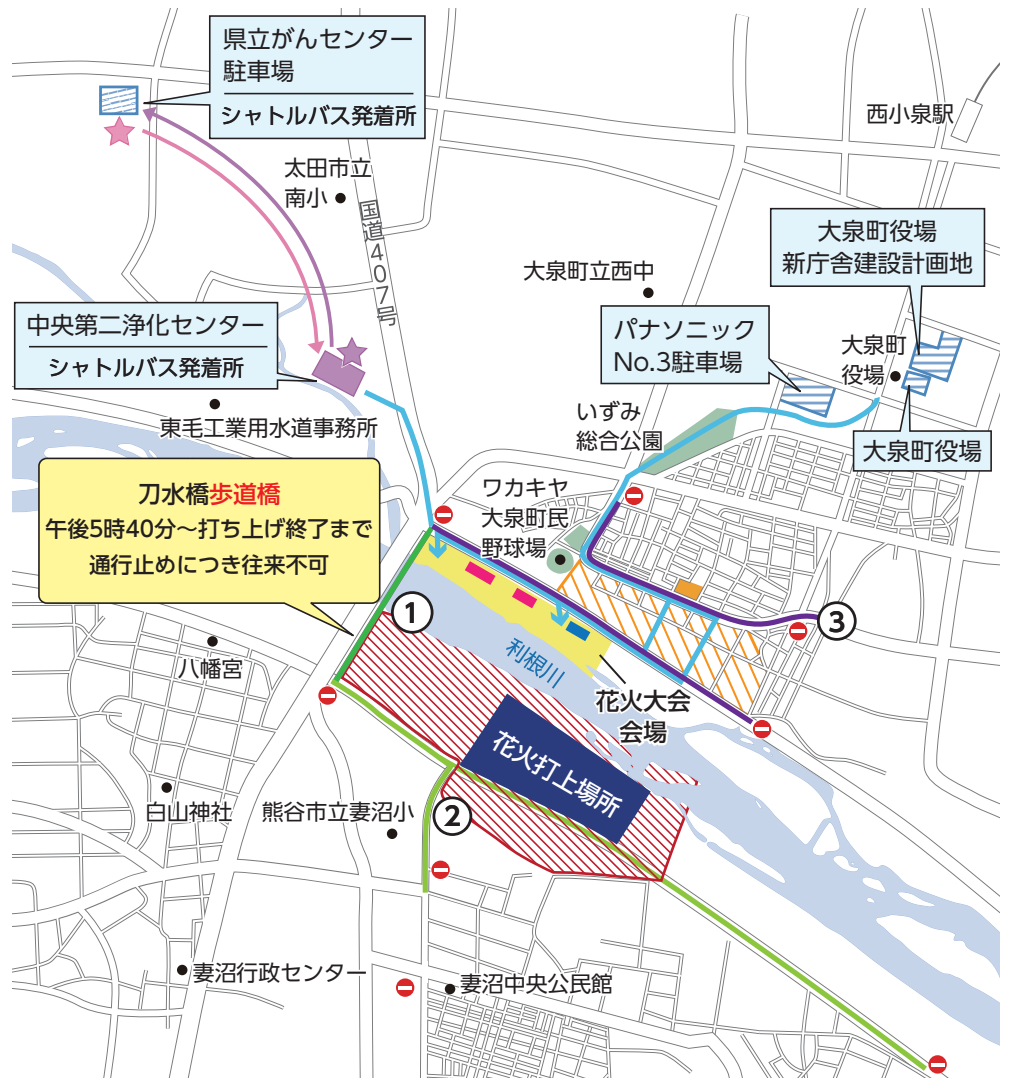 県立がんセンター
駐車場
シャトルバス発着所
西小泉駅
太田市立
南小
国道407号
大泉町役場
新庁舎建設計画地
大泉町立西中
中央第二浄化センター
シャトルバス発着所
パナソニック
No.3駐車場
大泉町
役場
東毛工業用水道事務所
いずみ
総合公園
大泉町役場
刀水橋歩道橋
午後5時40分～打ち上げ終了まで
通行止めにつき往来不可
ワカキヤ
大泉町民
野球場
①
③
八幡宮
利根川
花火大会
会場
花火打上場所
白山神社
熊谷市立妻沼小
②
妻沼行政センター
妻沼中央公民館